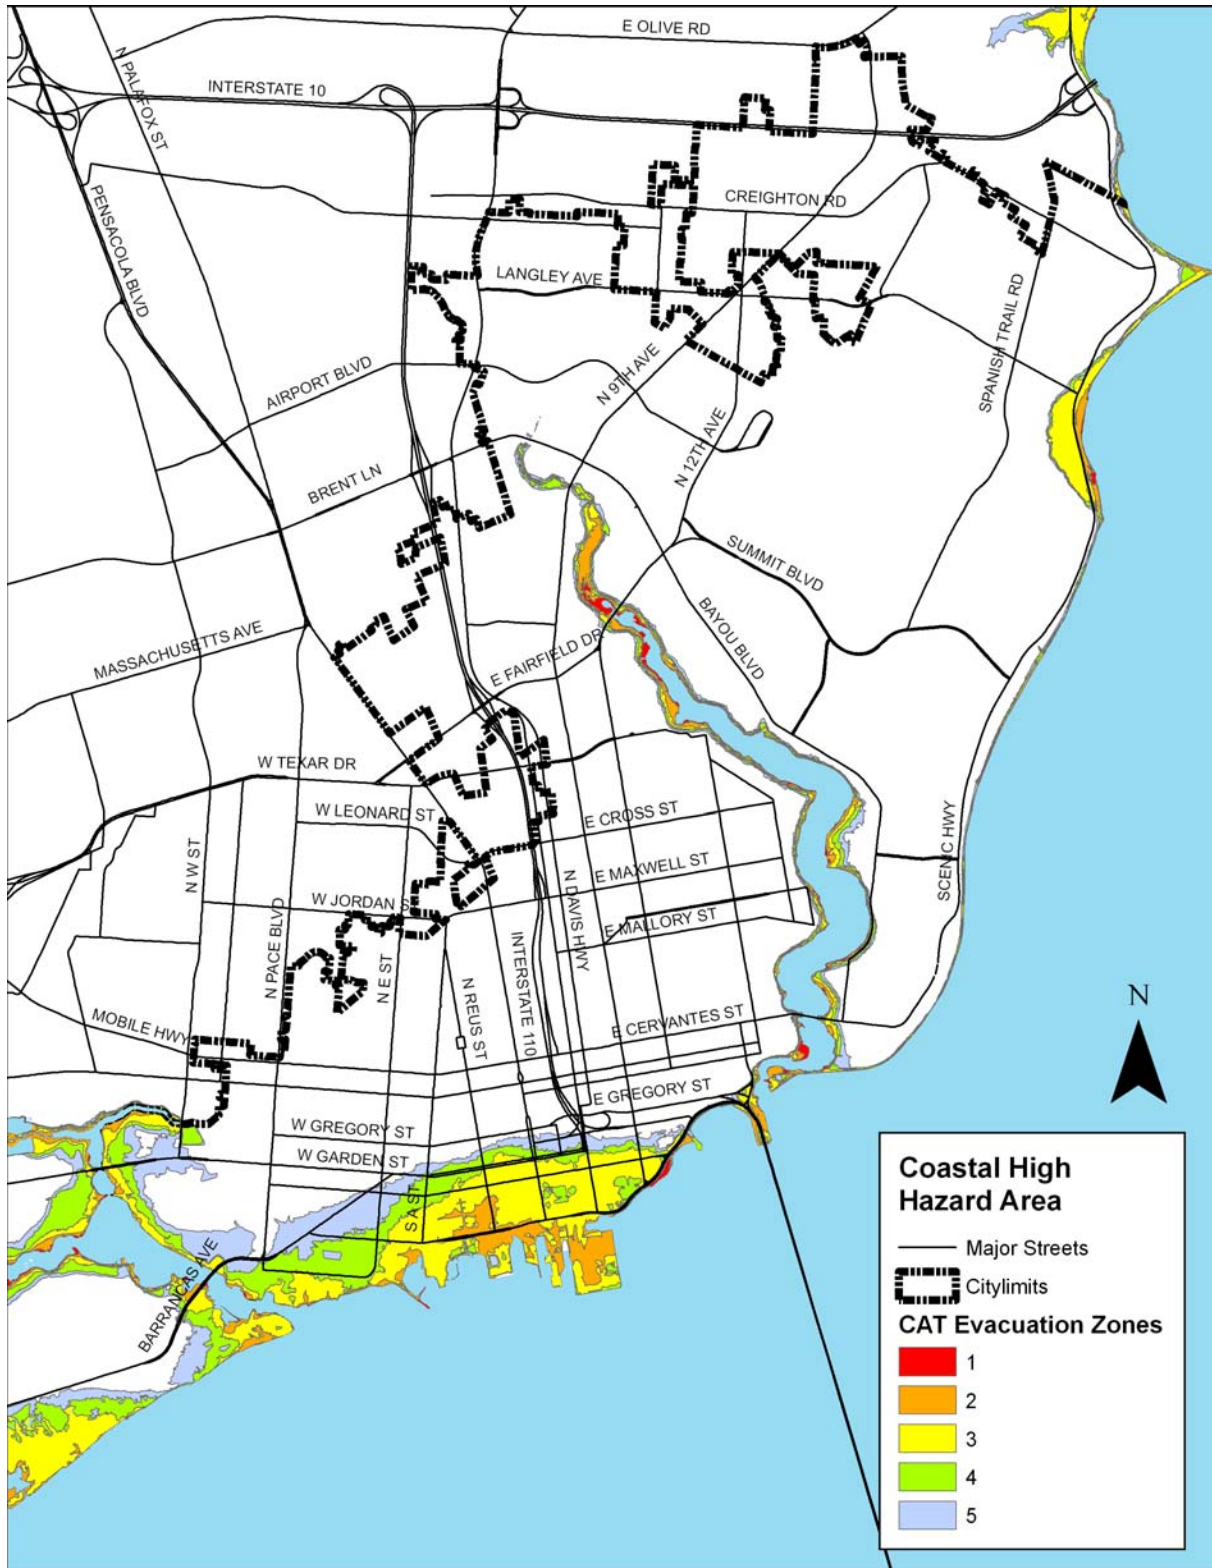 E OLIVE RD
N PALAFOX ST
INTERSTATE 10
CREIGHTON RD
PENSACOLA BLVD
LANGLEY AVE
SPANISH TRAIL RD
AIRPORT BLVD
N 9TH AVE
N 12TH AVE
BRENT LN
SUMMIT BLVD
BAYOU BLVD
MASSACHUSETTS AVE
E FAIRFIELD DR
W TEXAR DR
W LEONARD ST
E CROSS ST
N W ST
E MAXWELL ST
SCENIC HWY
N DAVIS HWY
W JORDAN S
N PACE BLVD
E MALLORY ST
N E ST
N REUS ST
INTERSTATE 110
N
MOBILE HWY
E CERVANTES ST
E GREGORY ST
W GREGORY ST
W GARDEN ST
S A ST
BARRANCAS AVE
Coastal High
Hazard Area
Major Streets
Citylimits
CAT Evacuation Zones
1
2
3
4
5